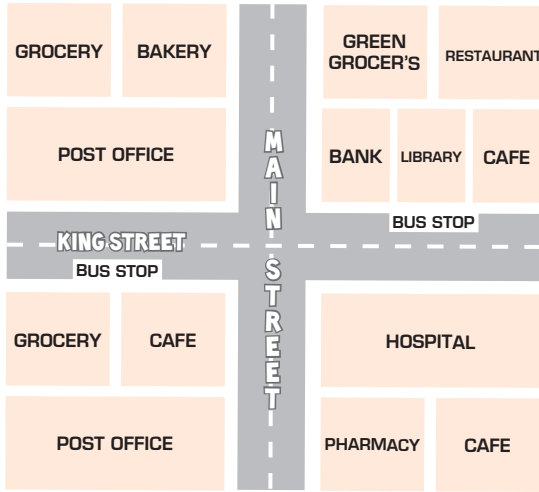 GROCERY
BAKERY
GREEN
GROCER'S
RESTAURANT
POST OFFICE
BANK
LIBRARY
CAFE
MAIN STREET
BUS STOP
KING STREET
BUS STOP
GROCERY
CAFE
HOSPITAL
POST OFFICE
PHARMACY
CAFE